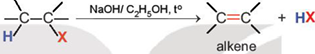 NaOH/ C₂H₅OH, t°
C – C
C = C + HX
H X
alkene